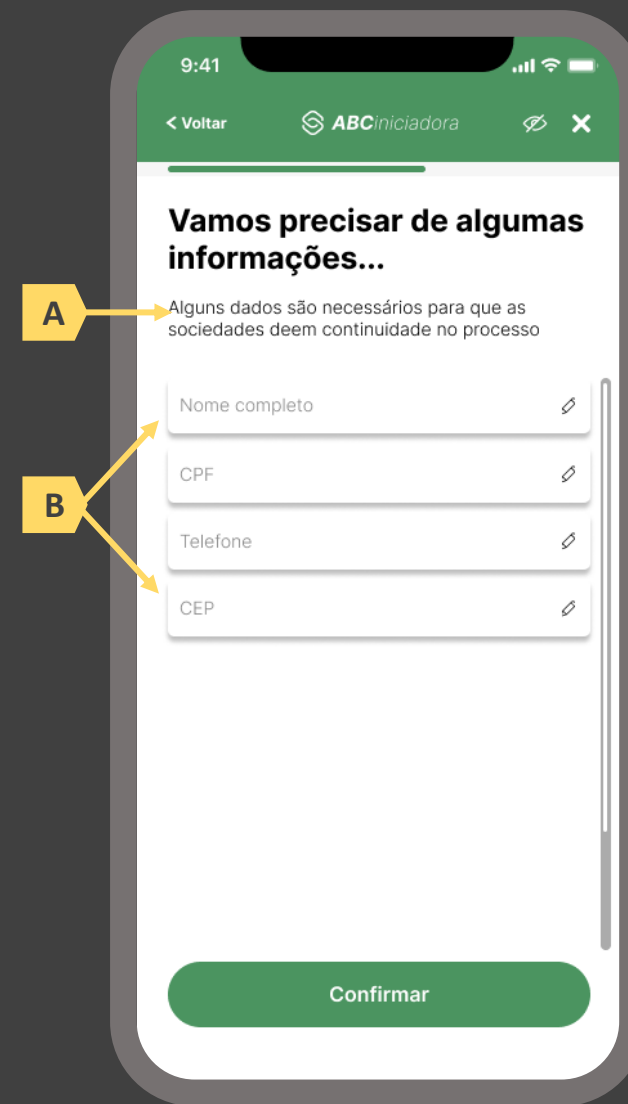 9:41
< Voltar
ABCiniciadora
Vamos precisar de algumas
informações...
A
Alguns dados são necessários para que as
sociedades deem continuidade no processo
Nome completo
CPF
B
Telefone
CEP
Confirmar